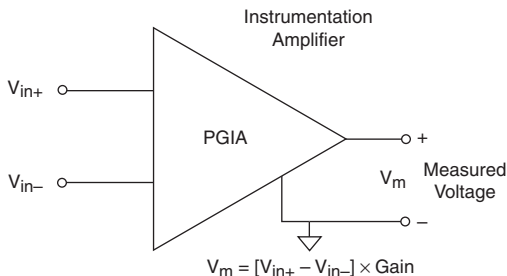 Instrumentation
Amplifier
Vin+
PGIA
+
Vm
Measured
Voltage
Vin–
–
Vm = [Vin+ – Vin–] × Gain